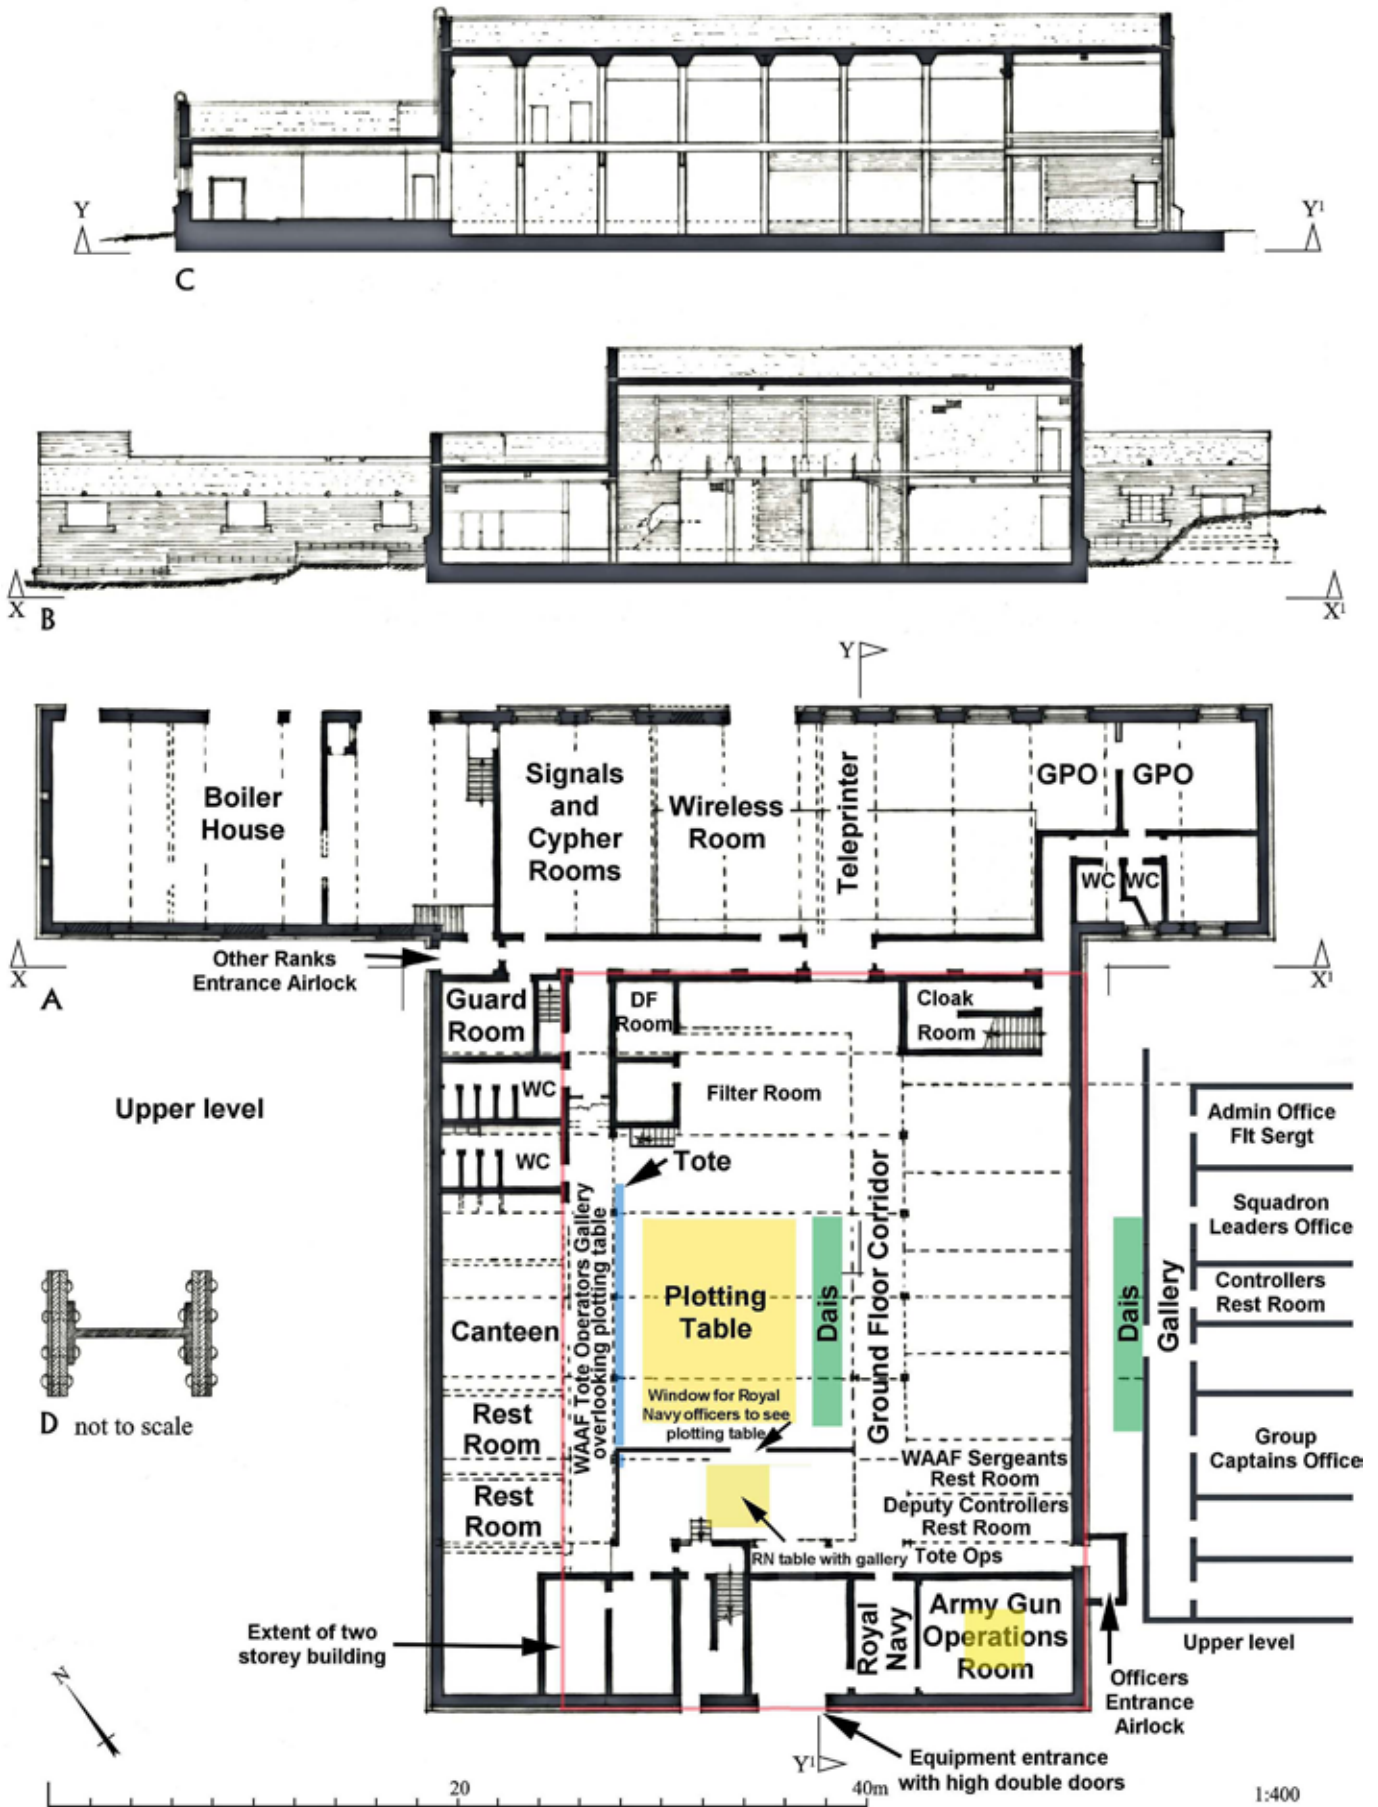 Y
Y¹
C
X
B
X¹
Y
Boiler
House
Signals
and
Cypher
Rooms
Wireless
Room
Teleprinter
GPO
GPO
WC
WC
Other Ranks
Entrance Airlock
X
A
X¹
Guard
Room
DF
Room
Cloak
Room
WC
Filter Room
Upper level
WC
Tote
WAAF Tote Operators Gallery
overlooking plotting table
Plotting
Table
Dais
Ground Floor Corridor
Canteen
Dais
Gallery
Admin Office
Flt Sergt
Squadron
Leaders Office
Controllers
Rest Room
Group
Captains Office
D not to scale
Window for Royal
Navy officers to see
plotting table
Rest
Room
Rest
Room
WAAF Sergeants
Rest Room
Deputy Controllers
Rest Room
RN table with gallery
Tote Ops
Royal
Navy
Army Gun
Operations
Room
Extent of two
storey building
Upper level
Officers
Entrance
Airlock
N
Y¹
Equipment entrance
with high double doors
20
40m
1:400